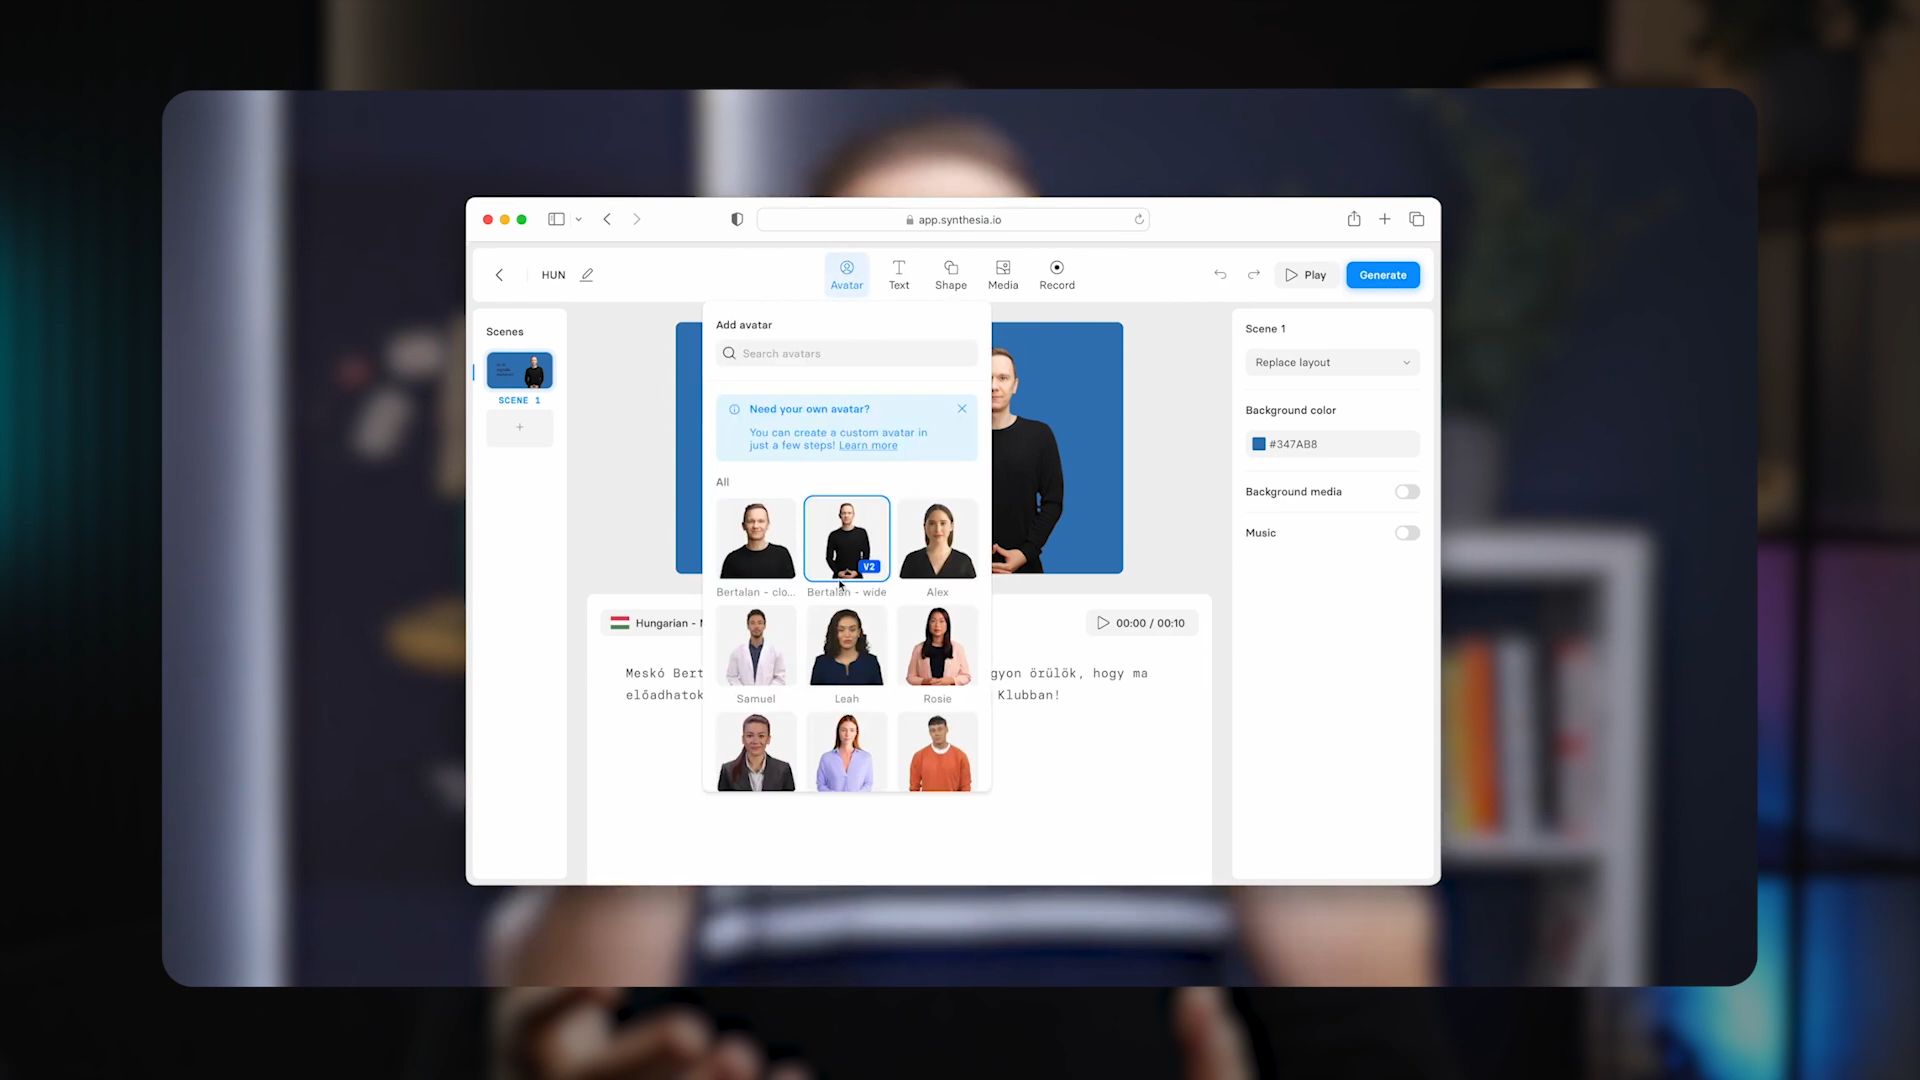 app.synthesia.io
HUN
Avatar
Text
Shape
Media
Record
Play
Generate
Scenes
SCENE 1
+
Add avatar
Search avatars
Need your own avatar?
You can create a custom avatar in
just a few steps! Learn more
All
Bertalan - clo...
V2
Bertalan - wide
Alex
Samuel
Leah
Rosie
Scene 1
Replace layout
Background color
#347AB8
Background media
Music
Hungarian -
00:00 / 00:10
Meskó Bert gyon örülök, hogy ma
előadhatok Klubban!